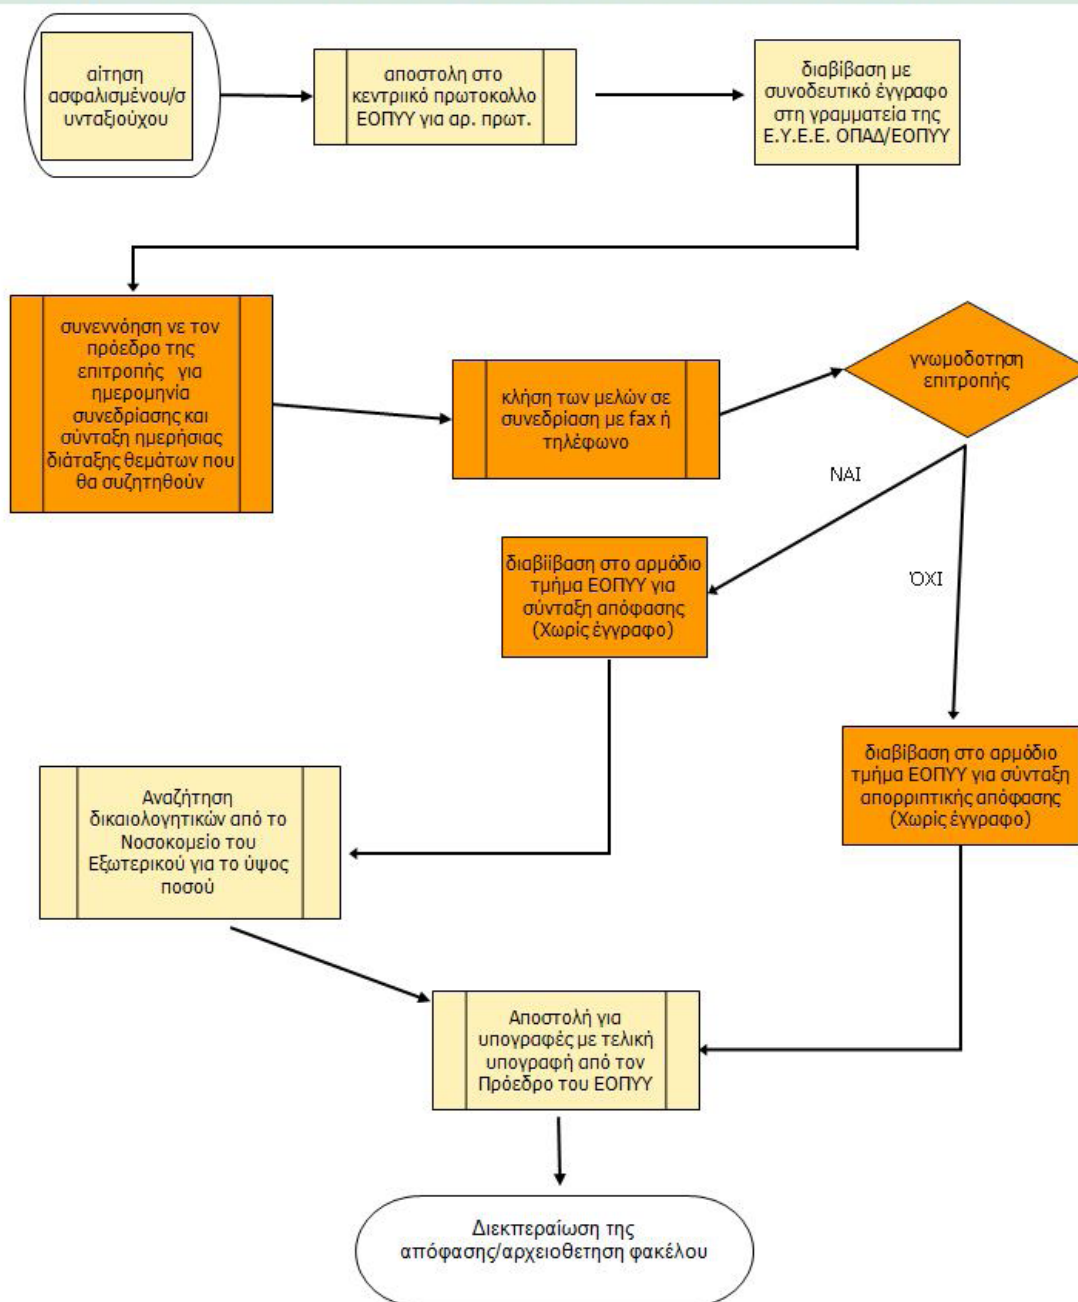 αίτηση
ασφαλισμένου/σ
υνταξιούχου
αποστολη στο
κεντριικό πρωτοκολλο
ΕΟΠΥΥ για αρ. πρωτ.
διαβίβαση με
συνοδευτικό έγγραφο
στη γραμματεία της
Ε.Υ.Ε.Ε. ΟΠΑΔ/ΕΟΠΥΥ
συνεννόηση νε τον
πρόεδρο της
επιτροπής για
ημερομηνία
συνεδρίασης και
σύνταξη ημερήσιας
διάταξης θεμάτων που
θα συζητηθούν
κλήση των μελών σε
συνεδρίαση με fax ή
τηλέφωνο
γνωμοδοτηση
επιτροπής
ΝΑΙ
ΌΧΙ
διαβίίβαση στο αρμόδιο
τμήμα ΕΟΠΥΥ για
σύνταξη απόφασης
(Χωρίς έγγραφο)
διαβίβαση στο αρμόδιο
τμήμα ΕΟΠΥΥ για σύνταξη
απορριπτικής απόφασης
(Χωρίς έγγραφο)
Αναζήτηση
δικαιολογητικών από το
Νοσοκομείο του
Εξωτερικού για το ύψος
ποσού
Αποστολή για
υπογραφές με τελική
υπογραφή από τον
Πρόεδρο του ΕΟΠΥΥ
Διεκπεραίωση της
απόφασης/αρχειοθετηση φακέλου